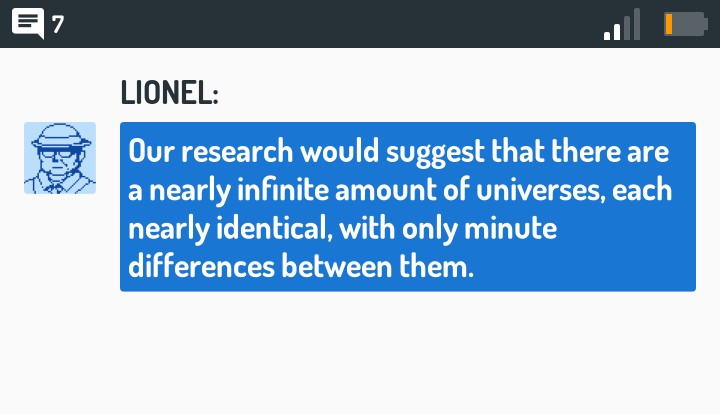 7
LIONEL:
Our research would suggest that there are
a nearly infinite amount of universes, each
nearly identical, with only minute
differences between them.